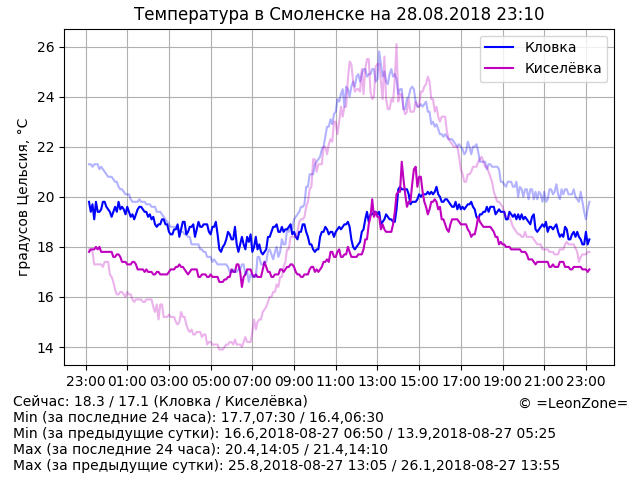 Температура в Смоленске на 28.08.2018 23:10
градусов Цельсия, °C
26
24
22
20
18
16
14
Кловка
Киселёвка
23:00 01:00 03:00 05:00 07:00 09:00 11:00 13:00 15:00 17:00 19:00 21:00 23:00
Сейчас: 18.3 / 17.1 (Кловка / Киселёвка)
© =LeonZone=
Min (за последние 24 часа): 17.7,07:30 / 16.4,06:30
Min (за предыдущие сутки): 16.6,2018-08-27 06:50 / 13.9,2018-08-27 05:25
Max (за последние 24 часа): 20.4,14:05 / 21.4,14:10
Max (за предыдущие сутки): 25.8,2018-08-27 13:05 / 26.1,2018-08-27 13:55